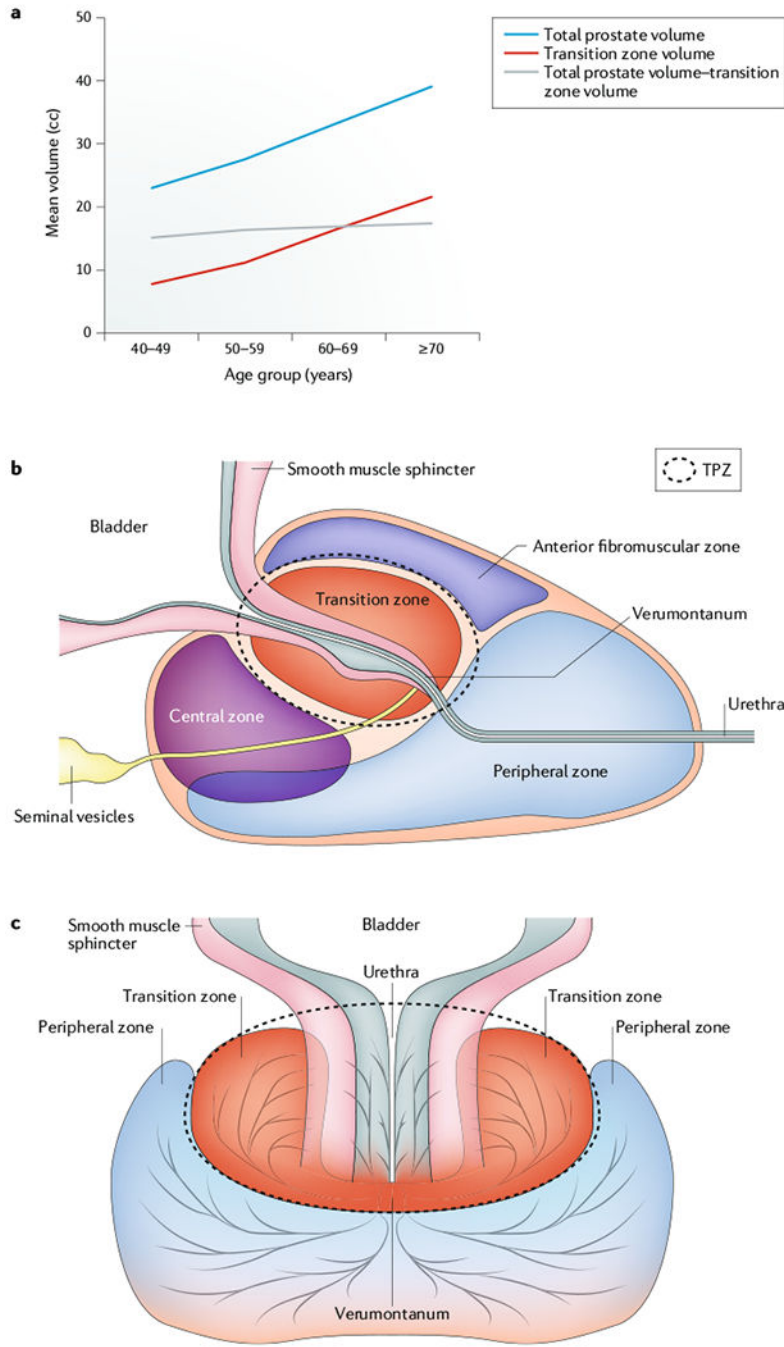 a
50
40
30
20
10
0
Mean volume (cc)
40–49
50–59
60–69
≥70
Age group (years)
Total prostate volume
Transition zone volume
Total prostate volume–transition
zone volume
b
Smooth muscle sphincter
TPZ
Bladder
Anterior fibromuscular zone
Transition zone
Verumontanum
Central zone
Urethra
Peripheral zone
Seminal vesicles
c
Smooth muscle
sphincter
Bladder
Urethra
Transition zone
Transition zone
Peripheral zone
Peripheral zone
Verumontanum